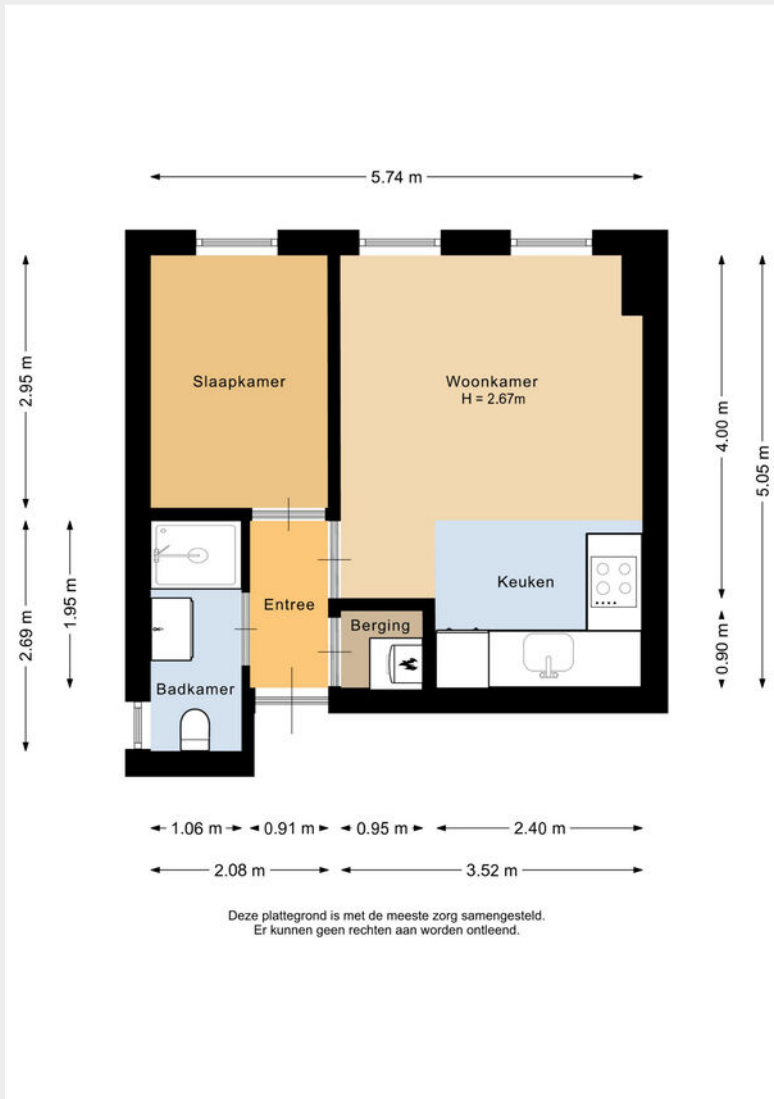 5.74 m
2.95 m
Slaapkamer
Woonkamer
H = 2.67m
4.00 m
5.05 m
2.69 m
1.95 m
Entree
Keuken
Berging
0.90 m
Badkamer
1.06 m
0.91 m
0.95 m
2.40 m
2.08 m
3.52 m
Deze plattegrond is met de meeste zorg samengesteld.
Er kunnen geen rechten aan worden ontleend.